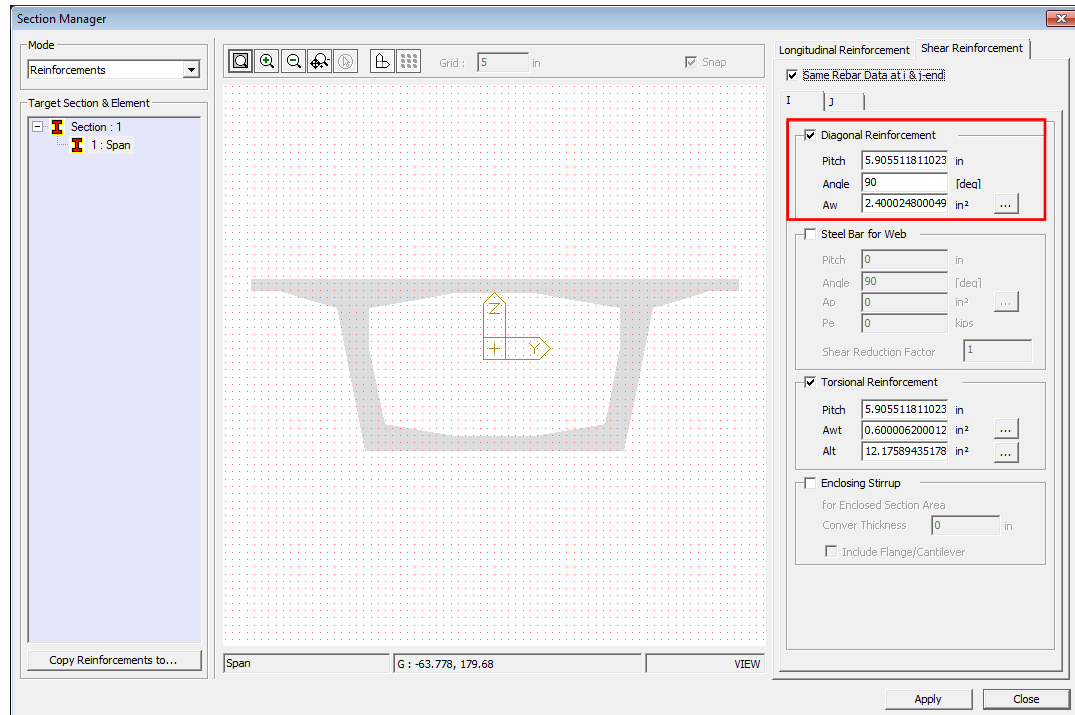 Section Manager
Mode
Reinforcements
Target Section & Element
Section : 1
1 : Span
Copy Reinforcements to...
Grid : 5 in
Snap
Z
Y
Span
G : -63.778, 179.68
VIEW
Longitudinal Reinforcement
Shear Reinforcement
Same Rebar Data at i & j-end
I
J
Diagonal Reinforcement
Pitch 5.905511811023 in
Angle 90 [deg]
Aw 2.400024800049 in² ...
Steel Bar for Web
Pitch 0 in
Angle 90 [deg]
Ap 0 in² ...
Pe 0 kips
Shear Reduction Factor 1
Torsional Reinforcement
Pitch 5.905511811023 in
Awt 0.600006200012 in² ...
Alt 12.17589435178 in² ...
Enclosing Stirrup
for Enclosed Section Area
Conver Thickness 0 in
Include Flange/Cantilever
Apply
Close